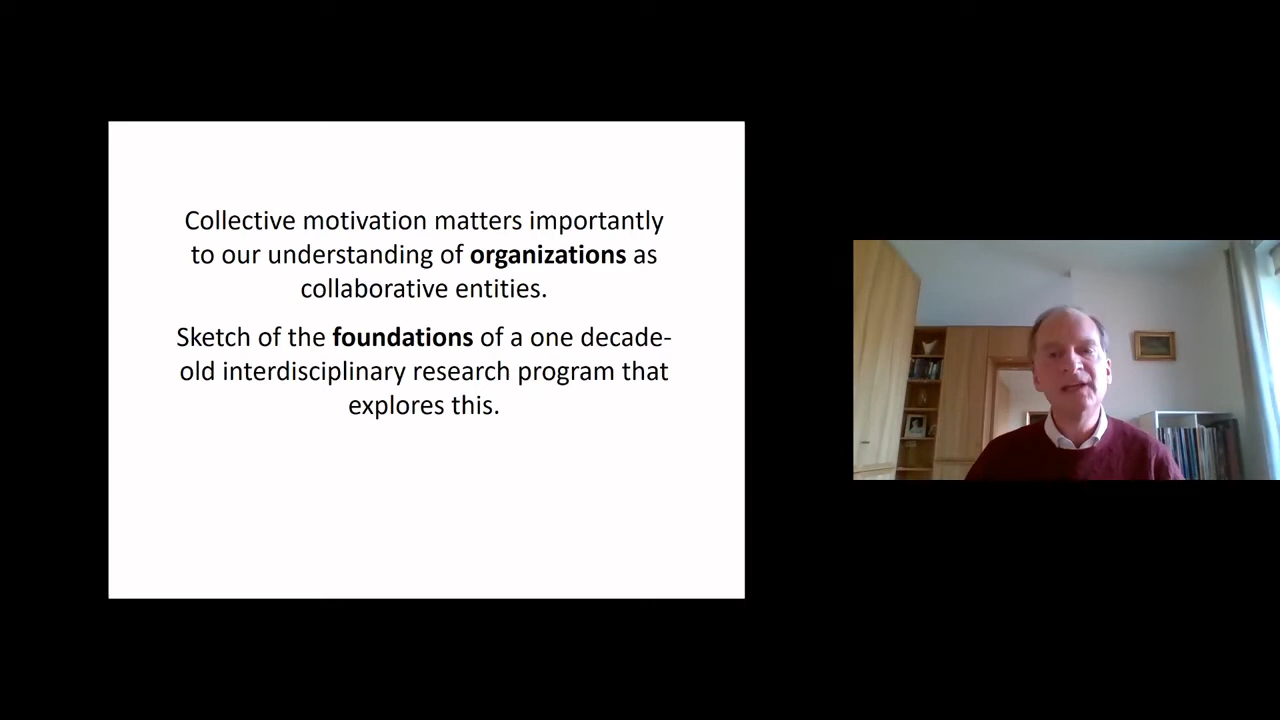 Collective motivation matters importantly
to our understanding of organizations as
collaborative entities.
Sketch of the foundations of a one decade-
old interdisciplinary research program that
explores this.